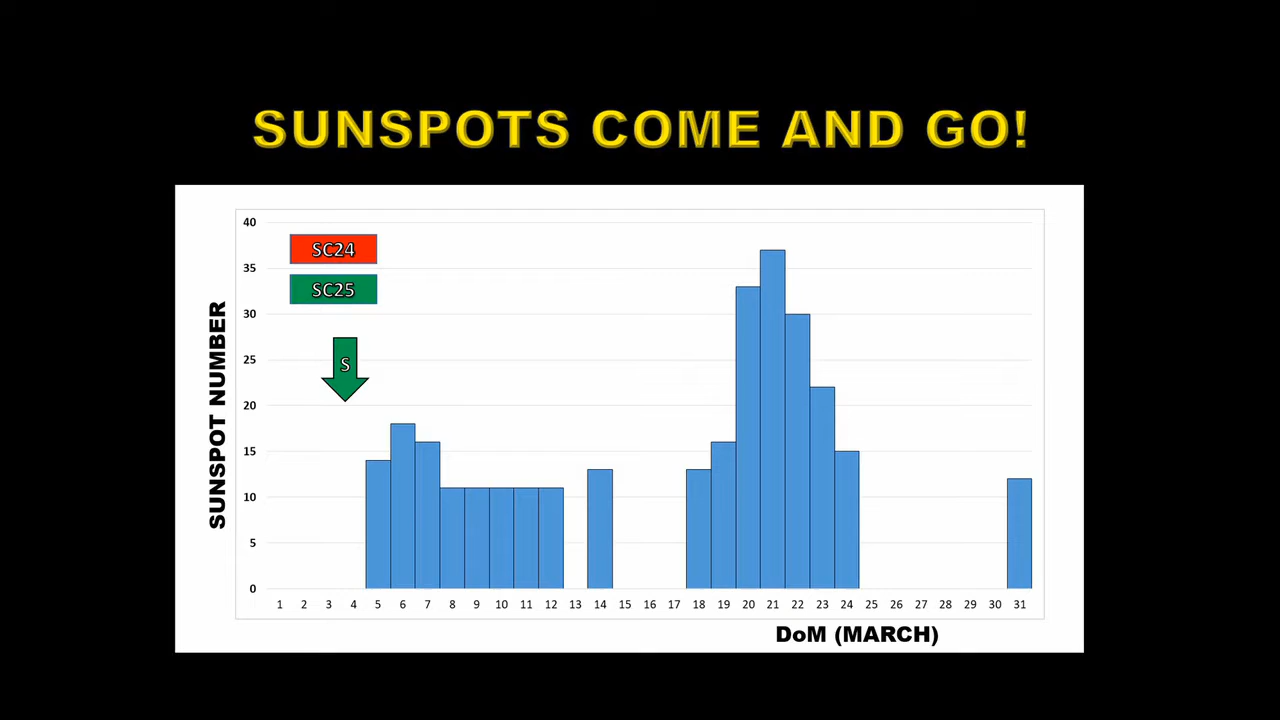 SUNSPOTS COME AND GO!
40
35
30
25
20
15
10
5
0
SC24
SC25
S
SUNSPOT NUMBER
1 2 3 4 5 6 7 8 9 10 11 12 13 14 15 16 17 18 19 20 21 22 23 24 25 26 27 28 29 30 31
DoM (MARCH)